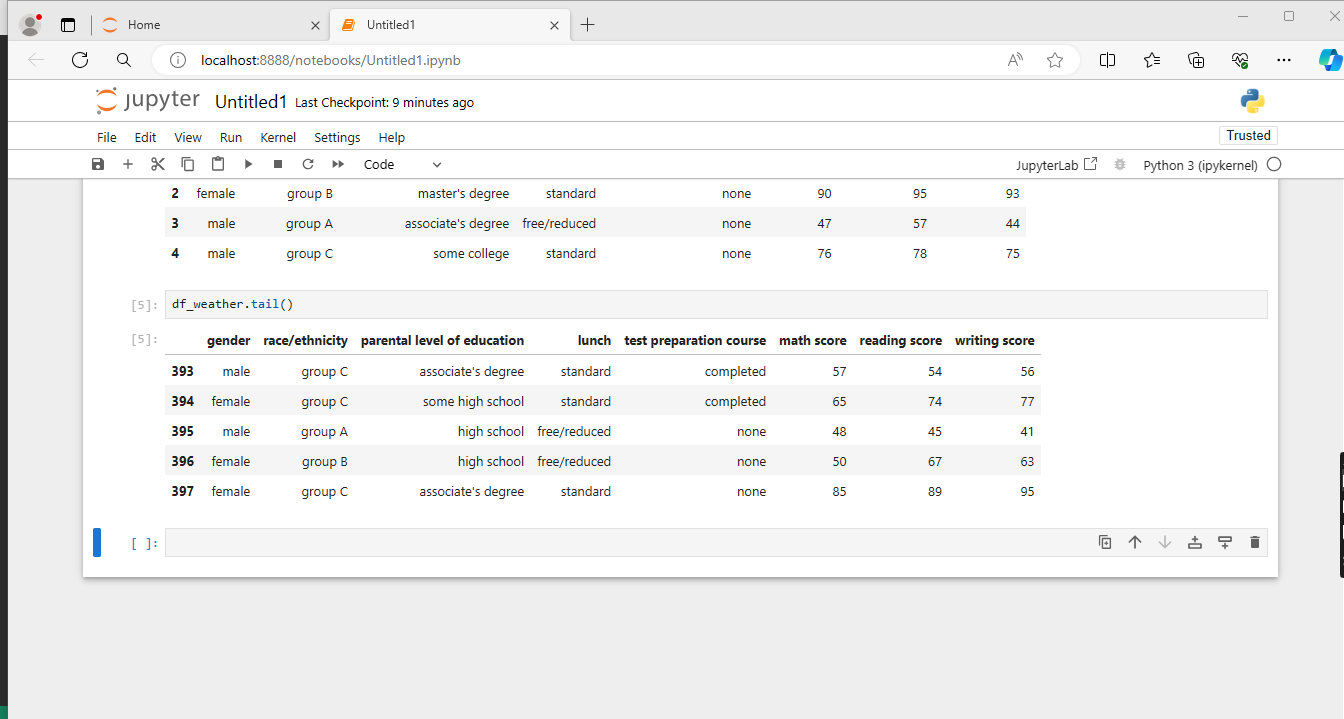 Home
Untitled1
localhost:8888/notebooks/Untitled1.ipynb
jupyter Untitled1 Last Checkpoint: 9 minutes ago
File Edit View Run Kernel Settings Help Trusted
Code JupyterLab Python 3 (ipykernel)
2 female group B master's degree standard none 90 95 93
3 male group A associate's degree free/reduced none 47 57 44
4 male group C some college standard none 76 78 75
[5]: df_weather.tail()
[5]: gender race/ethnicity parental level of education lunch test preparation course math score reading score writing score
393 male group C associate's degree standard completed 57 54 56
394 female group C some high school standard completed 65 74 77
395 male group A high school free/reduced none 48 45 41
396 female group B high school free/reduced none 50 67 63
397 female group C associate's degree standard none 85 89 95
[ ]: